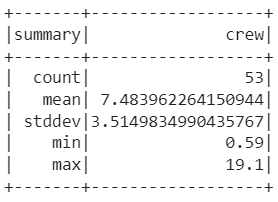 +-------+------------------+
|summary|              crew|
+-------+------------------+
|  count|                53|
|   mean| 7.483962264150944|
| stddev|3.5149834990435767|
|    min|              0.59|
|    max|              19.1|
+-------+------------------+